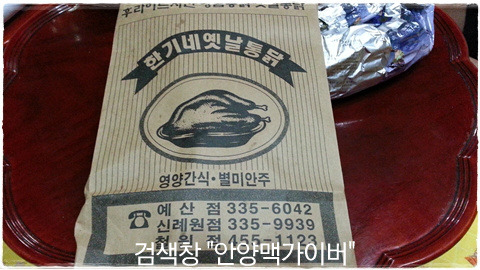 한기네옛날통닭
영양간식·별미안주
☎ 예 산 점 335-6042
신례원점 335-9939
검색창 "안양맥가이버"